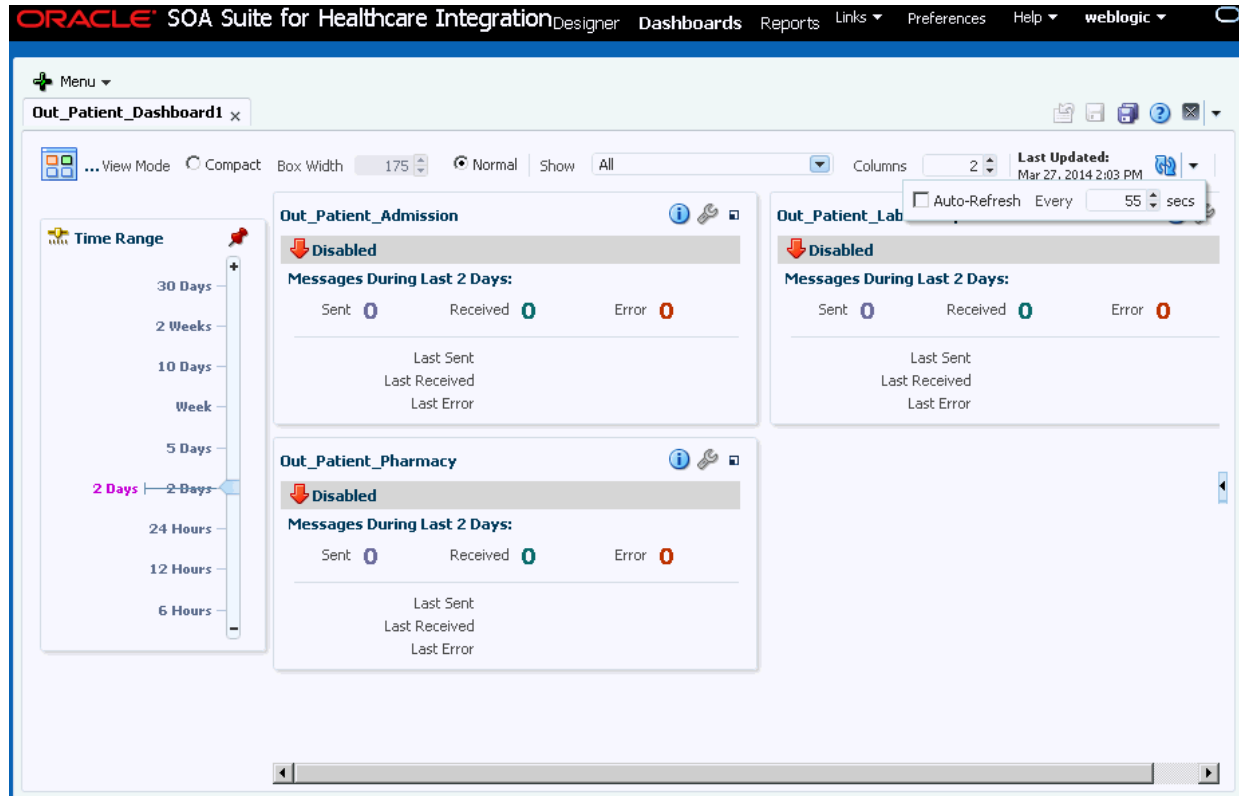 ORACLE SOA Suite for Healthcare Integration Designer Dashboards Reports Links Preferences Help weblogic
Menu
Out_Patient_Dashboard1
... View Mode Compact Box Width 175 Normal Show All Columns 2 Last Updated:
Mar 27, 2014 2:03 PM
Auto-Refresh Every 55 secs
Time Range
30 Days
2 Weeks
10 Days
Week
5 Days
2 Days 2 Days
24 Hours
12 Hours
6 Hours
Out_Patient_Admission
Disabled
Messages During Last 2 Days:
Sent 0 Received 0 Error 0
Last Sent
Last Received
Last Error
Out_Patient_Lab
Disabled
Messages During Last 2 Days:
Sent 0 Received 0 Error 0
Last Sent
Last Received
Last Error
Out_Patient_Pharmacy
Disabled
Messages During Last 2 Days:
Sent 0 Received 0 Error 0
Last Sent
Last Received
Last Error